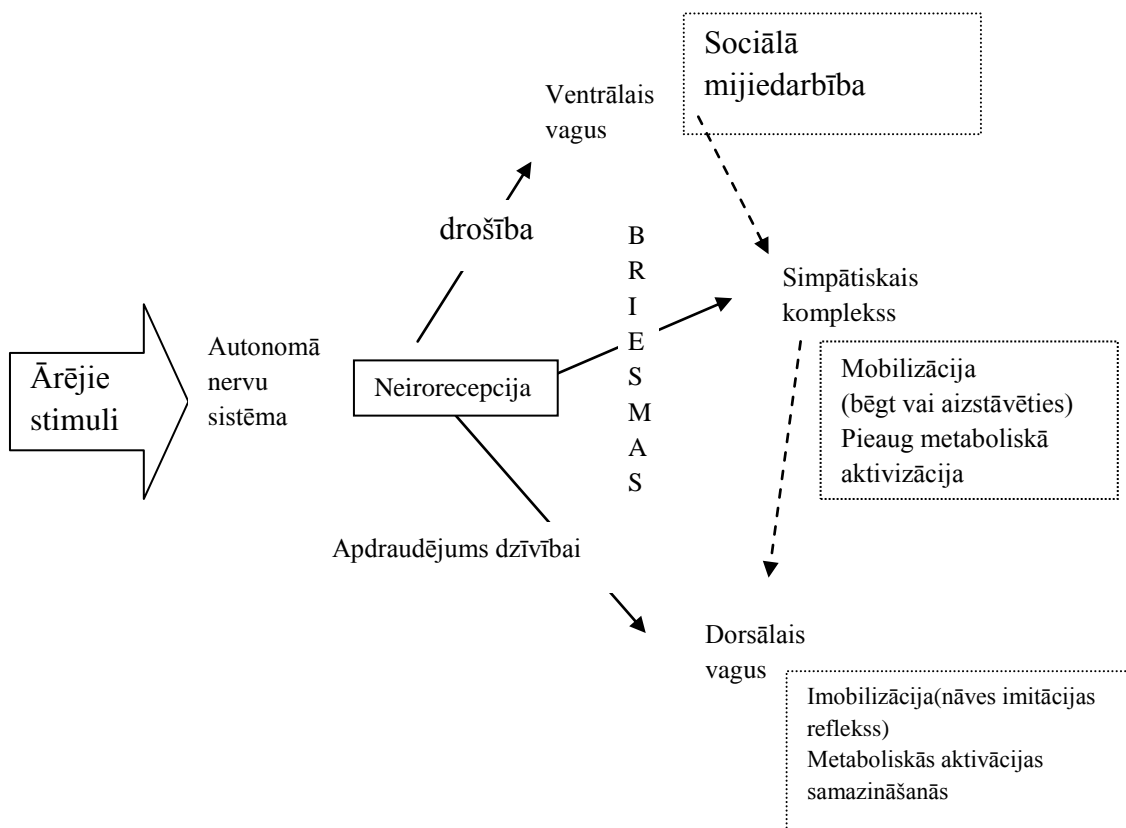 Sociālā
mijiedarbība
Ventrālais
vagus
drošība
BRIESMAS
Simpātiskais
komplekss
Ārējie
stimuli
Autonomā
nervu
sistēma
Neirorecepcija
Mobilizācija
(bēgt vai aizstāvēties)
Pieaug metaboliskā
aktivizācija
Apdraudējums dzīvībai
Dorsālais
vagus
Imobilizācija(nāves imitācijas
reflekss)
Metaboliskās aktivācijas
samazināšanās